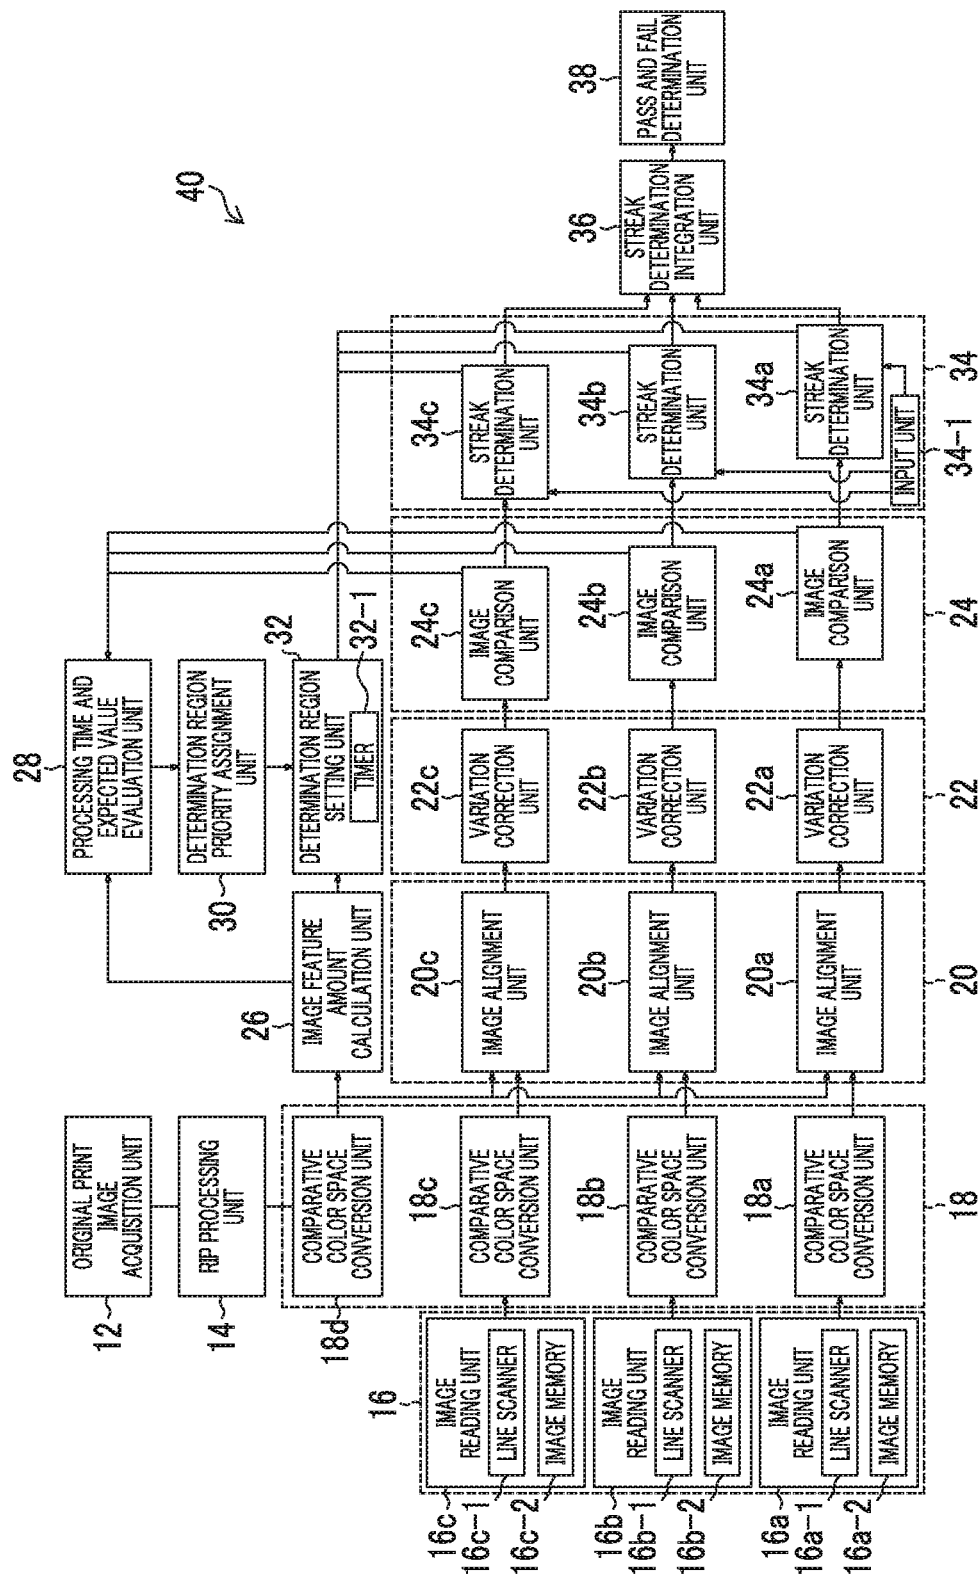 40
12
ORIGINAL PRINT
IMAGE
ACQUISITION UNIT
14
RIP PROCESSING
UNIT
18d
COMPARATIVE
COLOR SPACE
CONVERSION UNIT
26
IMAGE FEATURE
AMOUNT
CALCULATION UNIT
28
PROCESSING TIME AND
EXPECTED VALUE
EVALUATION UNIT
30
DETERMINATION REGION
PRIORITY ASSIGNMENT
UNIT
32
DETERMINATION REGION
SETTING UNIT
TIMER
32-1
16
16c
IMAGE
READING UNIT
16c-1
LINE SCANNER
16c-2
IMAGE MEMORY
18c
COMPARATIVE
COLOR SPACE
CONVERSION UNIT
20c
IMAGE ALIGNMENT
UNIT
22c
VARIATION
CORRECTION
UNIT
24c
IMAGE
COMPARISON
UNIT
34c
STREAK
DETERMINATION
UNIT
16b
IMAGE
READING UNIT
16b-1
LINE SCANNER
16b-2
IMAGE MEMORY
18b
COMPARATIVE
COLOR SPACE
CONVERSION UNIT
20b
IMAGE ALIGNMENT
UNIT
22b
VARIATION
CORRECTION
UNIT
24b
IMAGE
COMPARISON
UNIT
34b
STREAK
DETERMINATION
UNIT
16a
IMAGE
READING UNIT
16a-1
LINE SCANNER
16a-2
IMAGE MEMORY
18a
COMPARATIVE
COLOR SPACE
CONVERSION UNIT
20a
IMAGE ALIGNMENT
UNIT
22a
VARIATION
CORRECTION
UNIT
24a
IMAGE
COMPARISON
UNIT
34a
STREAK
DETERMINATION
UNIT
INPUT UNIT
34-1
18
20
22
24
34
36
STREAK
DETERMINATION
INTEGRATION
UNIT
38
PASS AND FAIL
DETERMINATION
UNIT